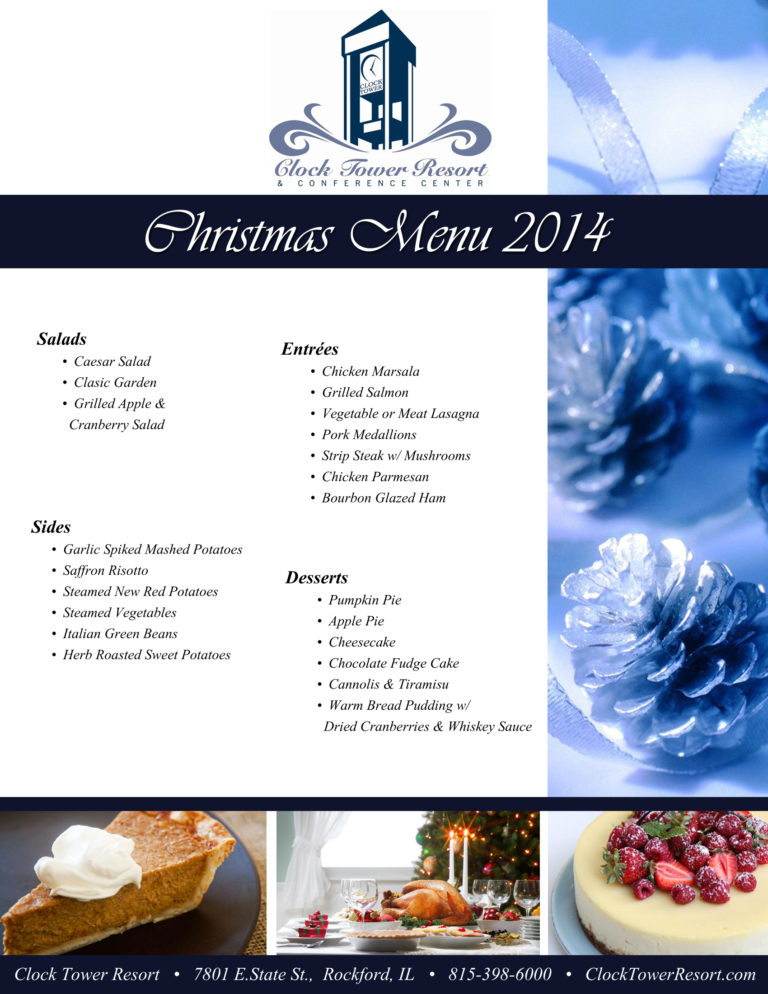 CLOCK
TOWER
Clock Tower Resort
& CONFERENCE CENTER
Christmas Menu 2014
Salads
• Caesar Salad
• Clasic Garden
• Grilled Apple &
Cranberry Salad
Sides
• Garlic Spiked Mashed Potatoes
• Saffron Risotto
• Steamed New Red Potatoes
• Steamed Vegetables
• Italian Green Beans
• Herb Roasted Sweet Potatoes
Entrées
• Chicken Marsala
• Grilled Salmon
• Vegetable or Meat Lasagna
• Pork Medallions
• Strip Steak w/ Mushrooms
• Chicken Parmesan
• Bourbon Glazed Ham
Desserts
• Pumpkin Pie
• Apple Pie
• Cheesecake
• Chocolate Fudge Cake
• Cannolis & Tiramisu
• Warm Bread Pudding w/
Dried Cranberries & Whiskey Sauce
Clock Tower Resort • 7801 E.State St., Rockford, IL • 815-398-6000 • ClockTowerResort.com